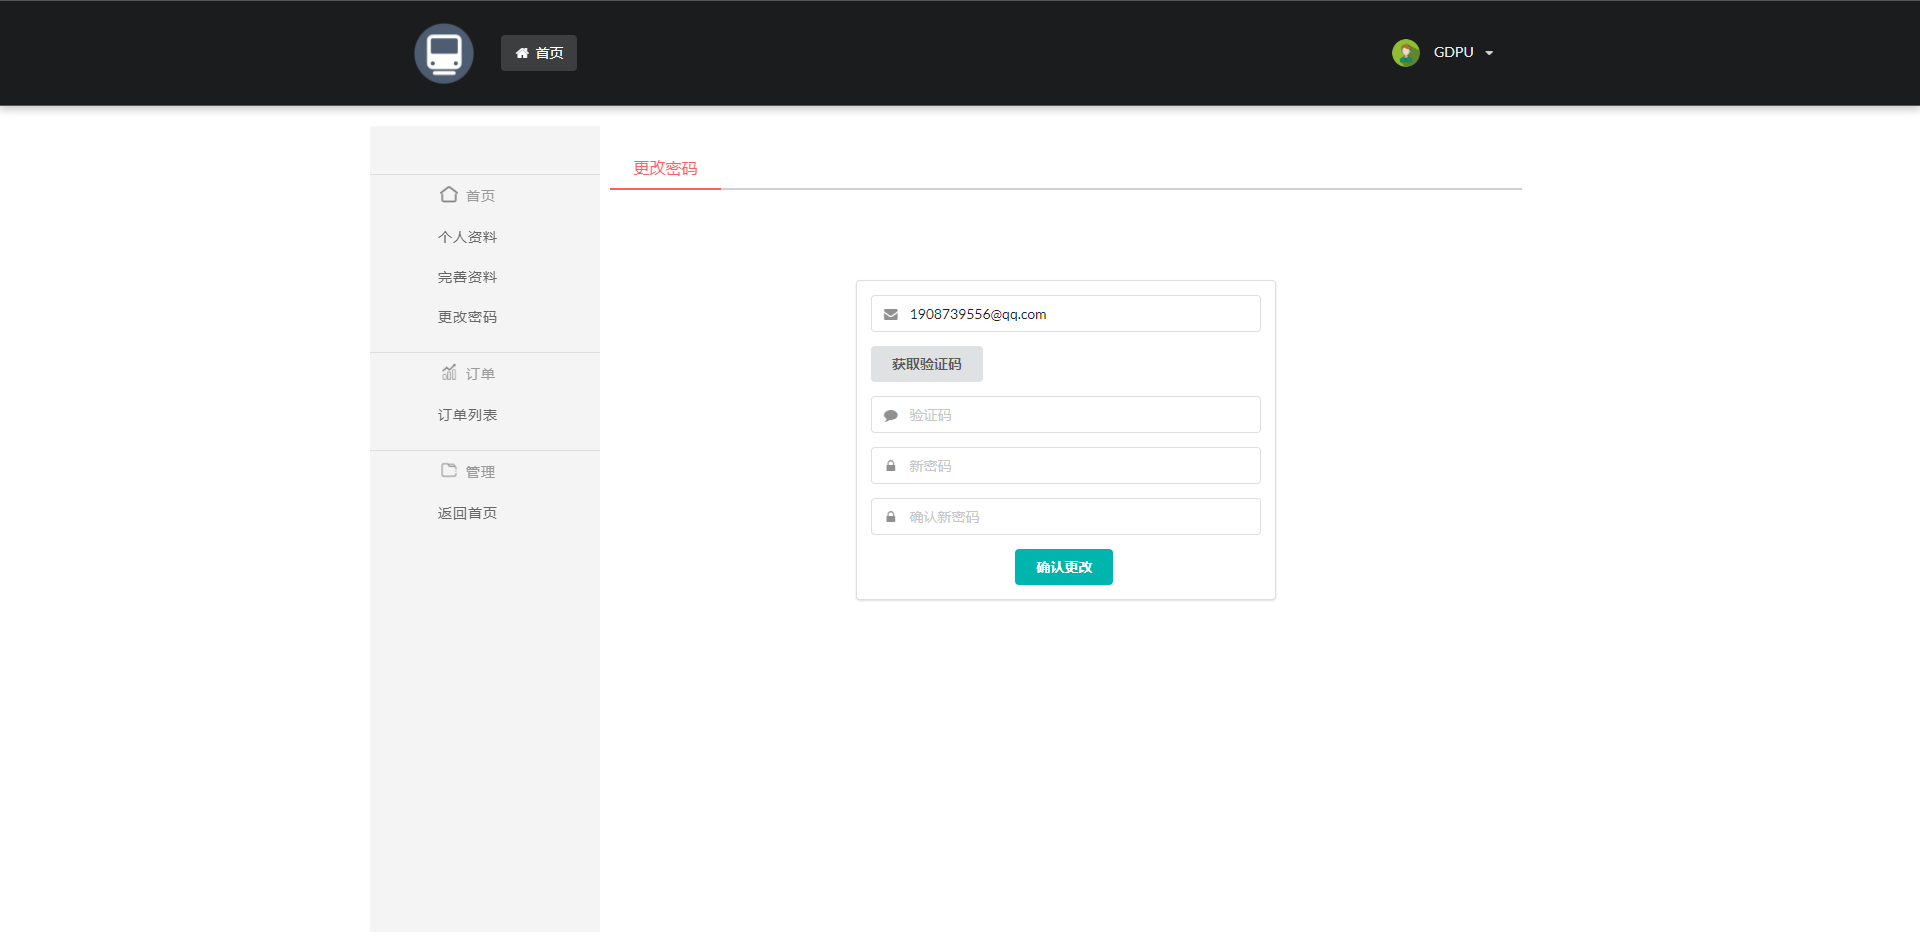 首页
GDPU
首页
个人资料
完善资料
更改密码
订单
订单列表
管理
返回首页
更改密码
1908739556@qq.com
获取验证码
验证码
新密码
确认新密码
确认更改